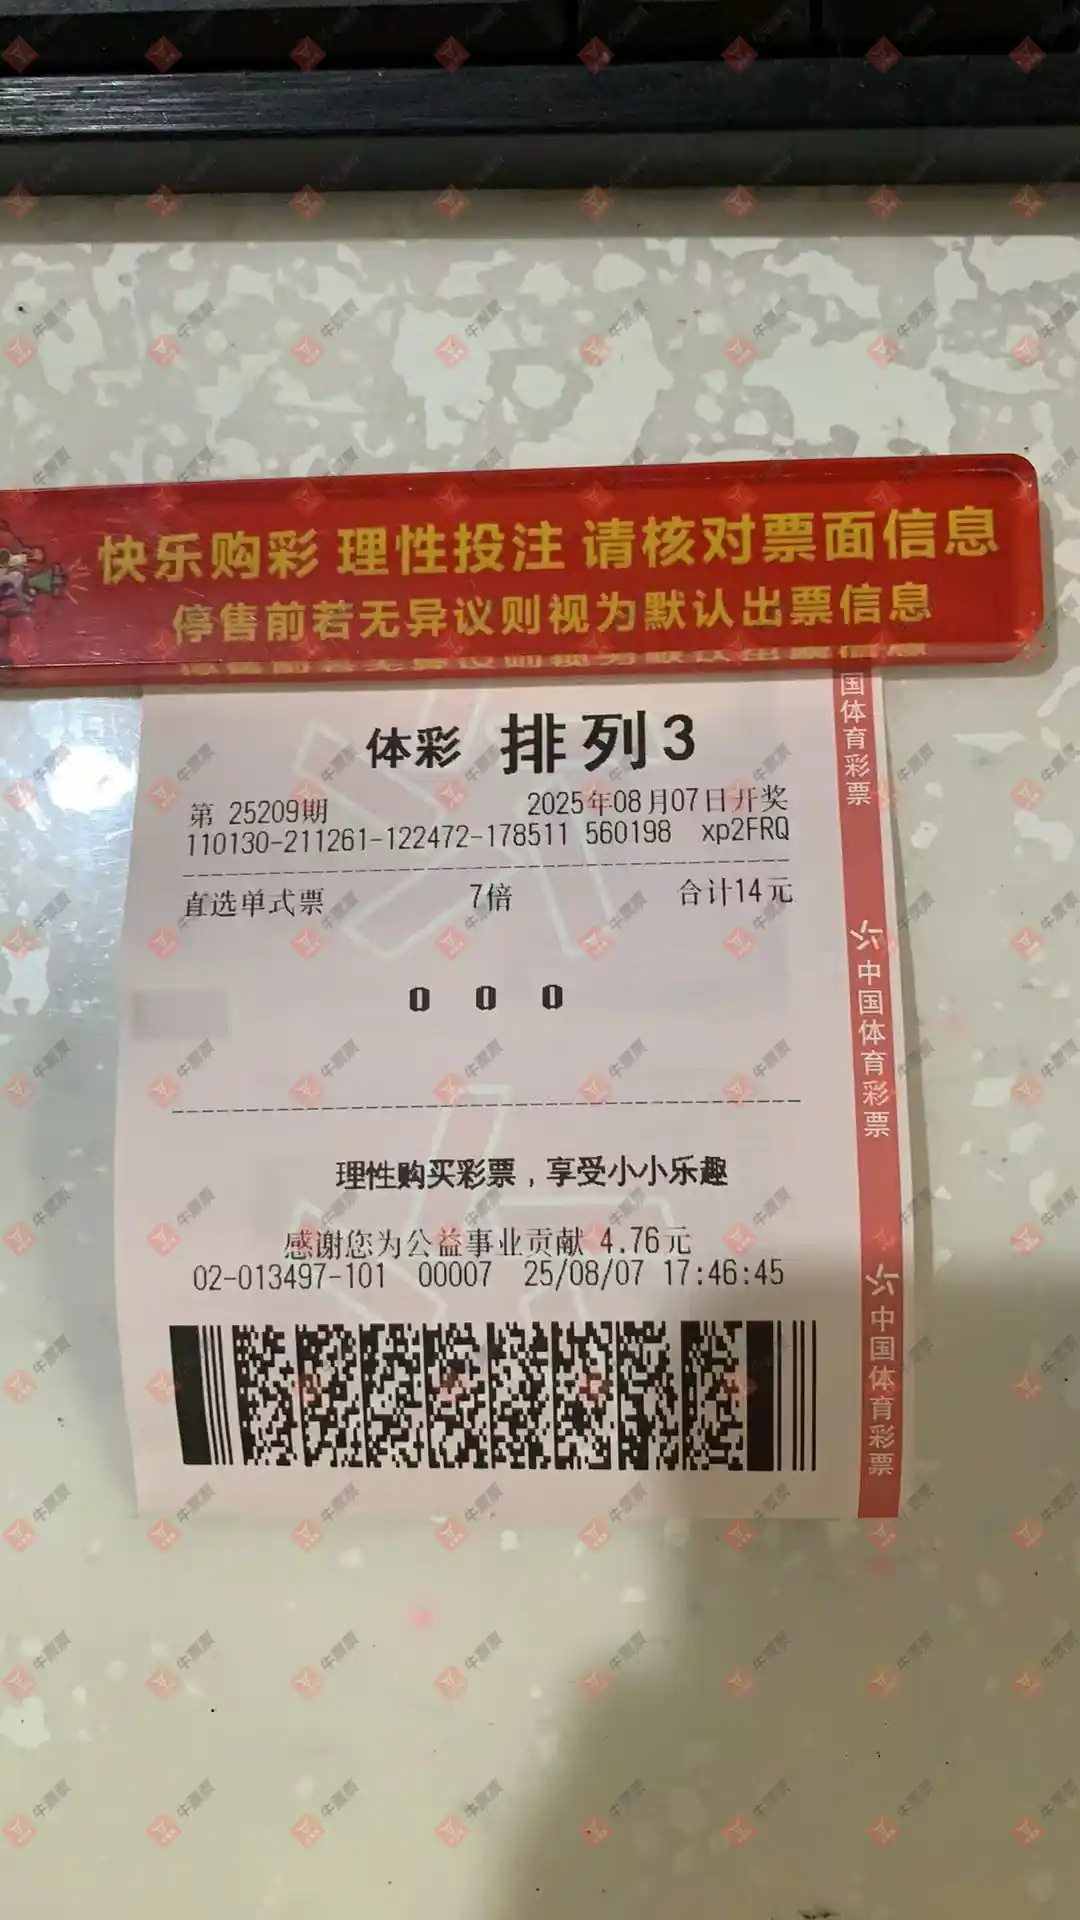 快乐购彩 理性投注 请核对票面信息
停售前若无异议则视为默认出票信息
体彩 排列3
第 25209期 2025年08月07日开奖
110130-211261-122472-178511 560198 xp2FRQ
直选单式票 7倍 合计14元
0 0 0
理性购买彩票，享受小小乐趣
感谢您为公益事业贡献 4.76元
02-013497-101 00007 25/08/07 17:46:45
国体育彩票
中国体育彩票
中国体育彩票
牛票票